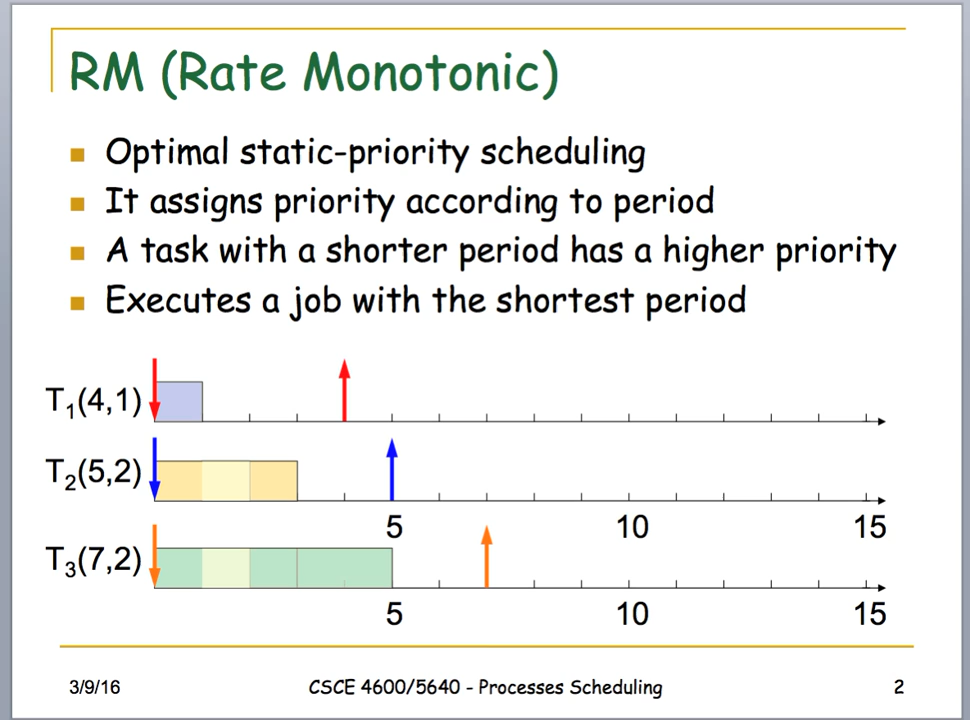 RM (Rate Monotonic)
Optimal static-priority scheduling
It assigns priority according to period
A task with a shorter period has a higher priority
Executes a job with the shortest period
T1(4,1)
T2(5,2)
5 10 15
T3(7,2)
5 10 15
3/9/16 CSCE 4600/5640 - Processes Scheduling 2